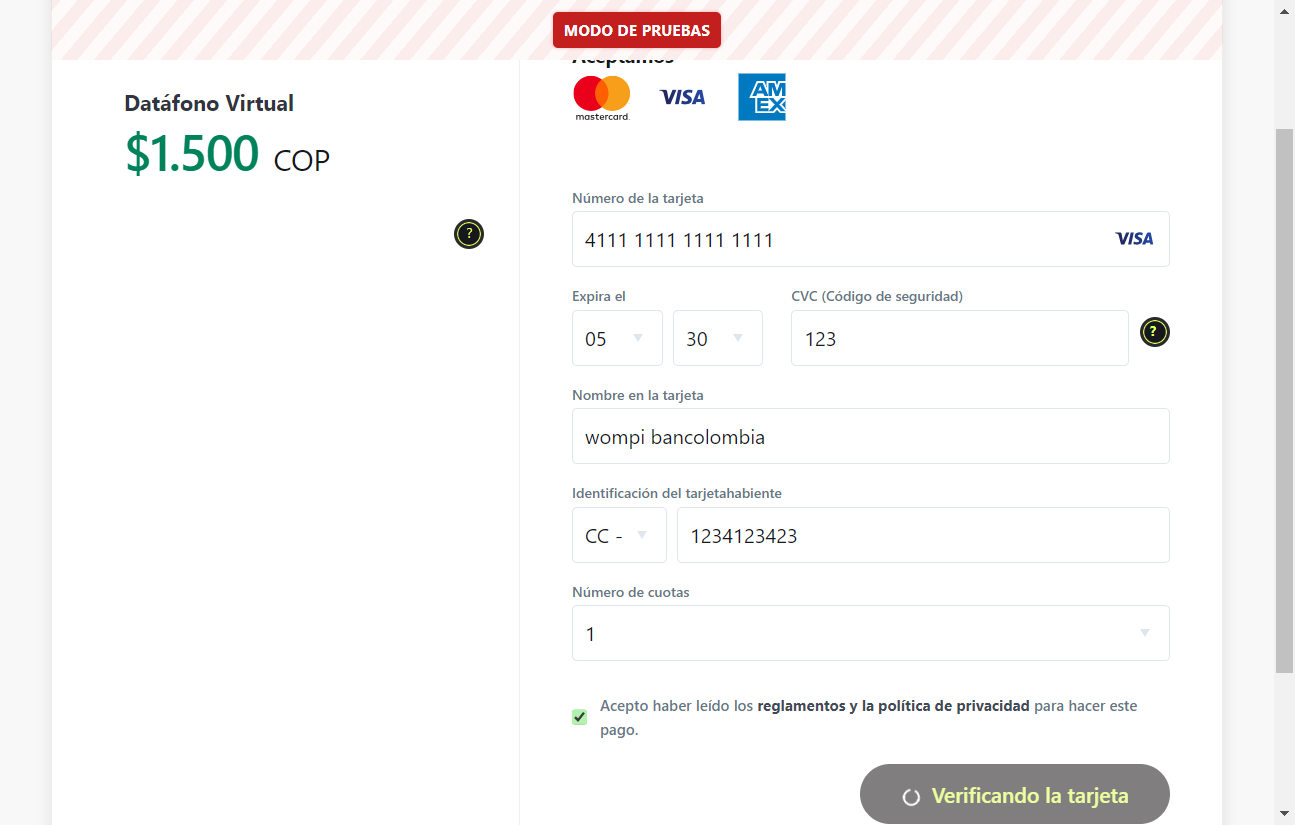 MODO DE PRUEBAS
Datáfono Virtual
$1.500 COP
?
Aceptamos
mastercard.
VISA
AM
EX
Número de la tarjeta
4111 1111 1111 1111
VISA
Expira el
CVC (Código de seguridad)
05
30
123
?
Nombre en la tarjeta
wompi bancolombia
Identificación del tarjetahabiente
CC -
1234123423
Número de cuotas
1
Acepto haber leído los reglamentos y la política de privacidad para hacer este
pago.
Verificando la tarjeta